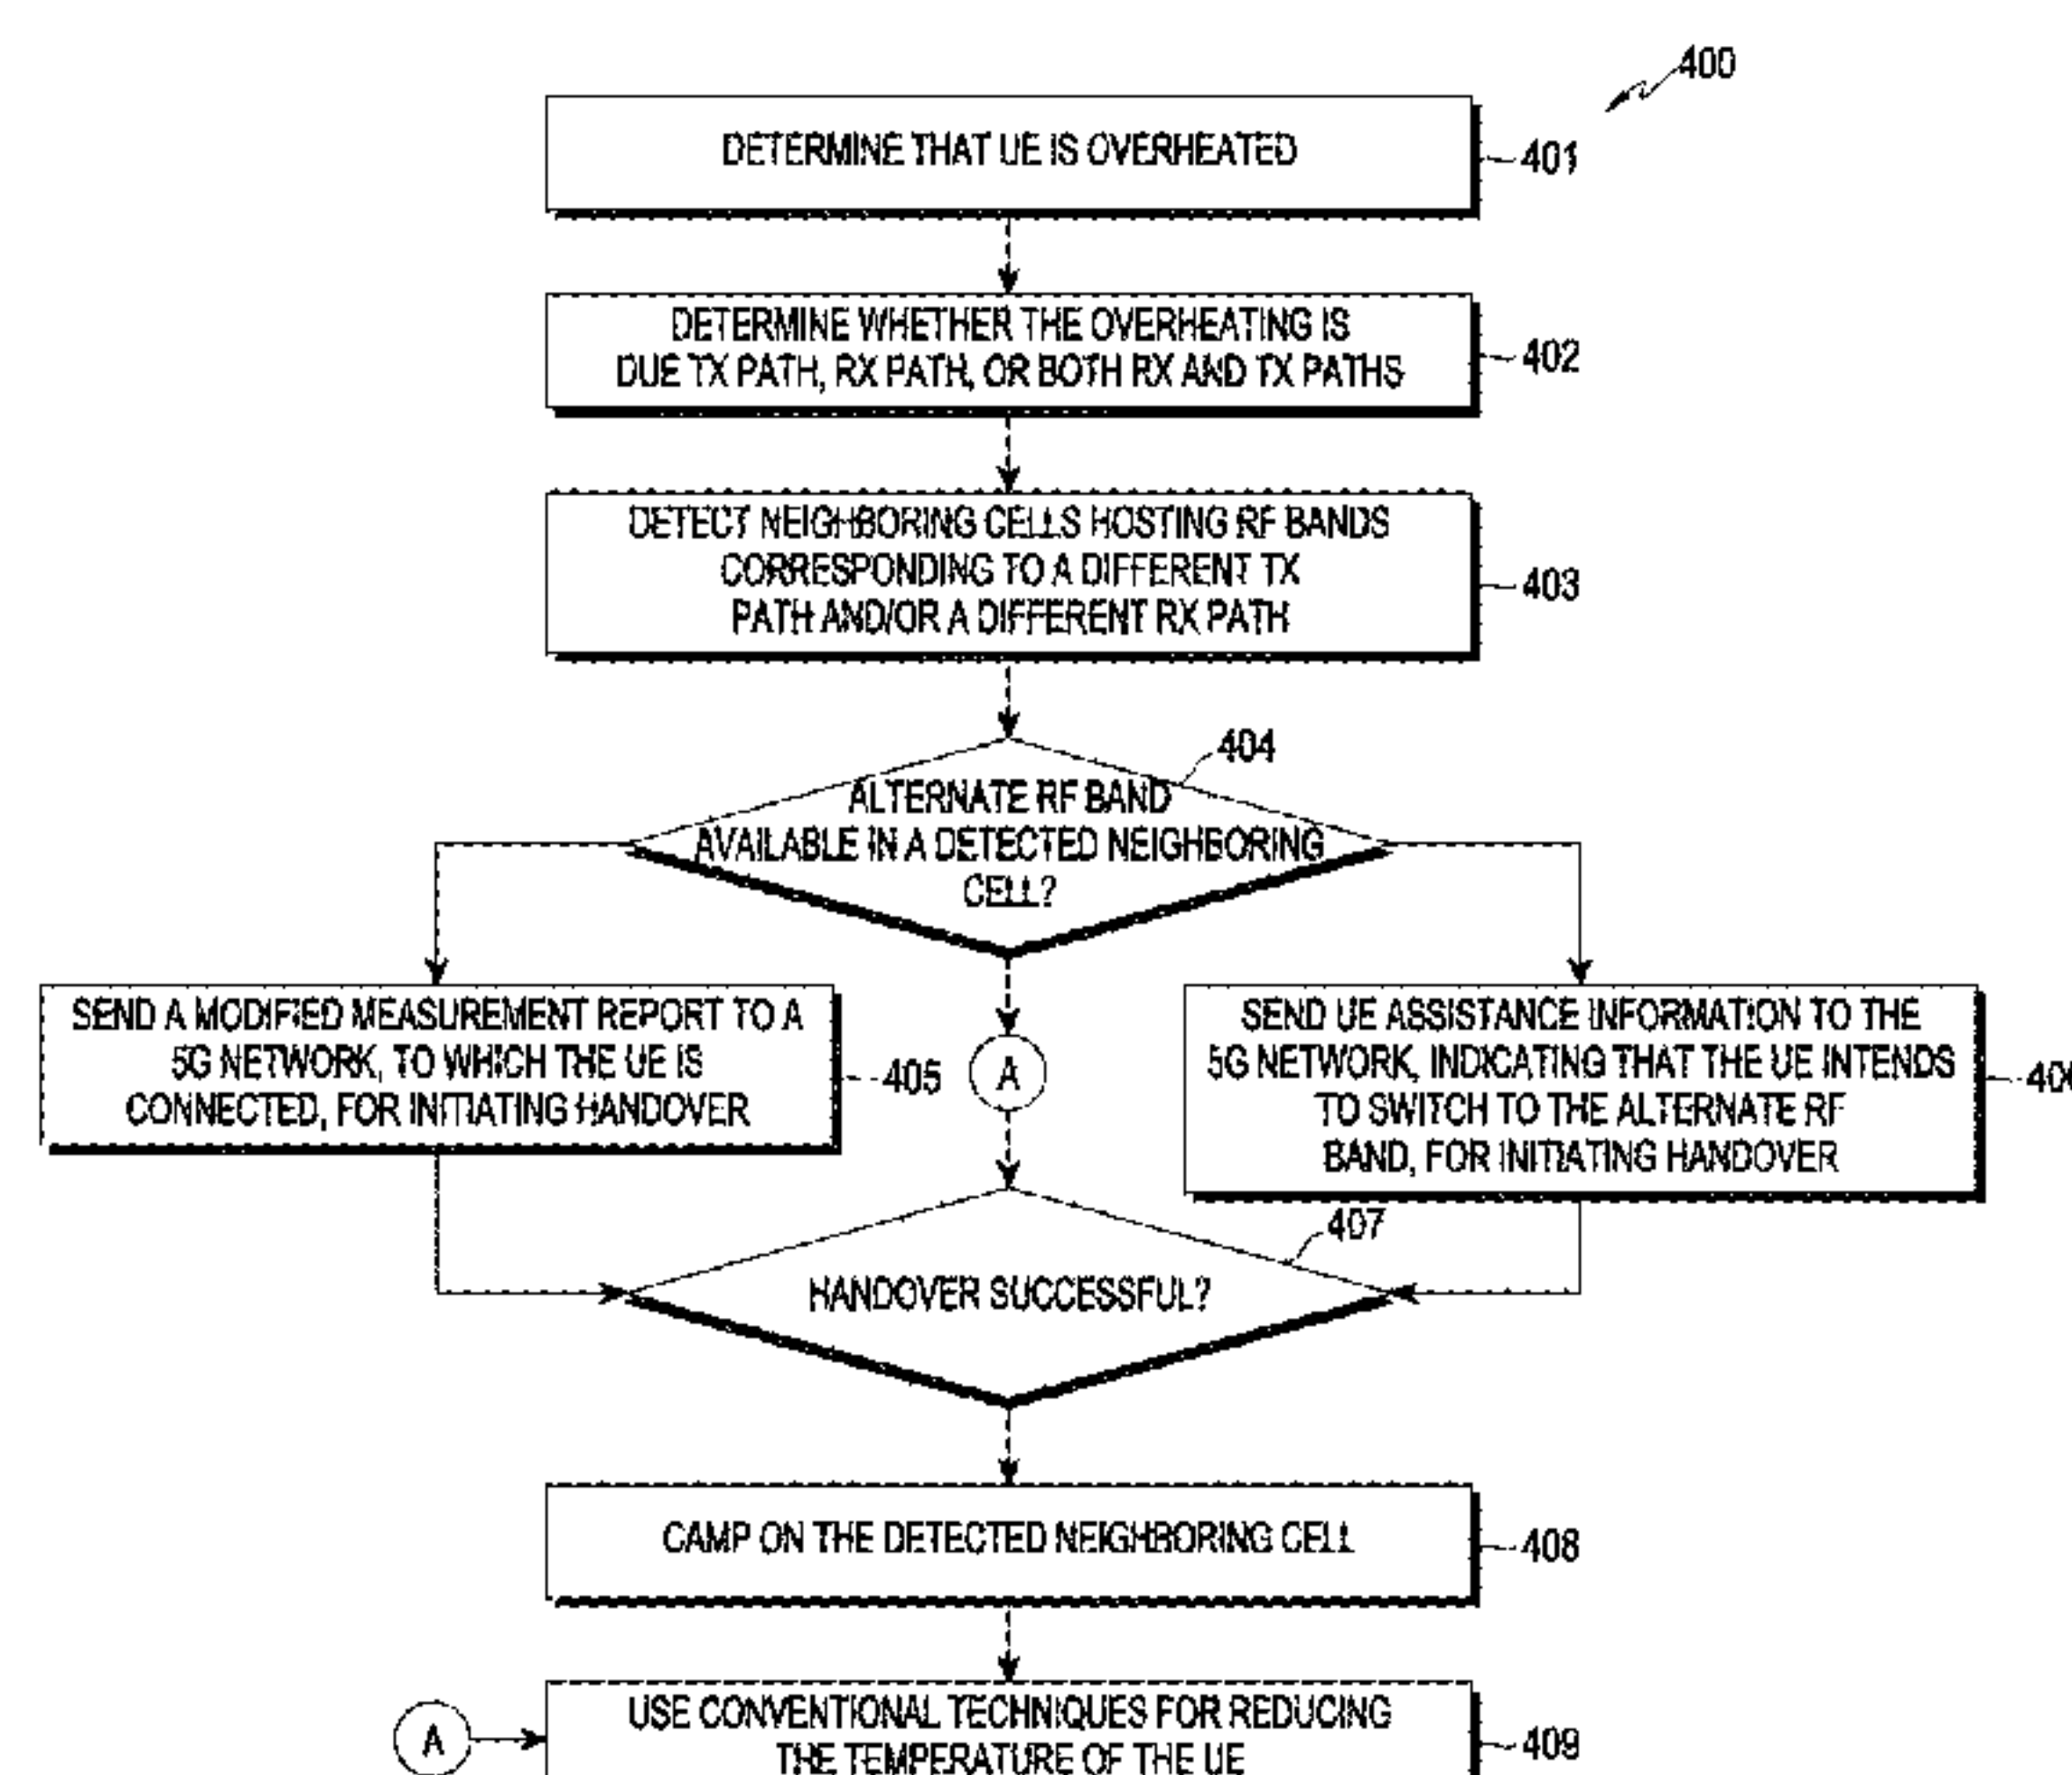 400
DETERMINE THAT UE IS OVERHEATED
401
DETERMINE WHETHER THE OVERHEATING IS
DUE TX PATH, RX PATH, OR BOTH RX AND TX PATHS
402
DETECT NEIGHBORING CELLS HOSTING RF BANDS
CORRESPONDING TO A DIFFERENT TX
PATH AND/OR A DIFFERENT RX PATH
403
404
ALTERNATE RF BAND
AVAILABLE IN A DETECTED NEIGHBORING
CELL?
SEND A MODIFIED MEASUREMENT REPORT TO A
5G NETWORK, TO WHICH THE UE IS
CONNECTED, FOR INITIATING HANDOVER
405
A
SEND UE ASSISTANCE INFORMATION TO THE
5G NETWORK, INDICATING THAT THE UE INTENDS
TO SWITCH TO THE ALTERNATE RF
BAND, FOR INITIATING HANDOVER
407
HANDOVER SUCCESSFUL?
CAMP ON THE DETECTED NEIGHBORING CELL
408
A
USE CONVENTIONAL TECHNIQUES FOR REDUCING
THE TEMPERATURE OF THE UE
409